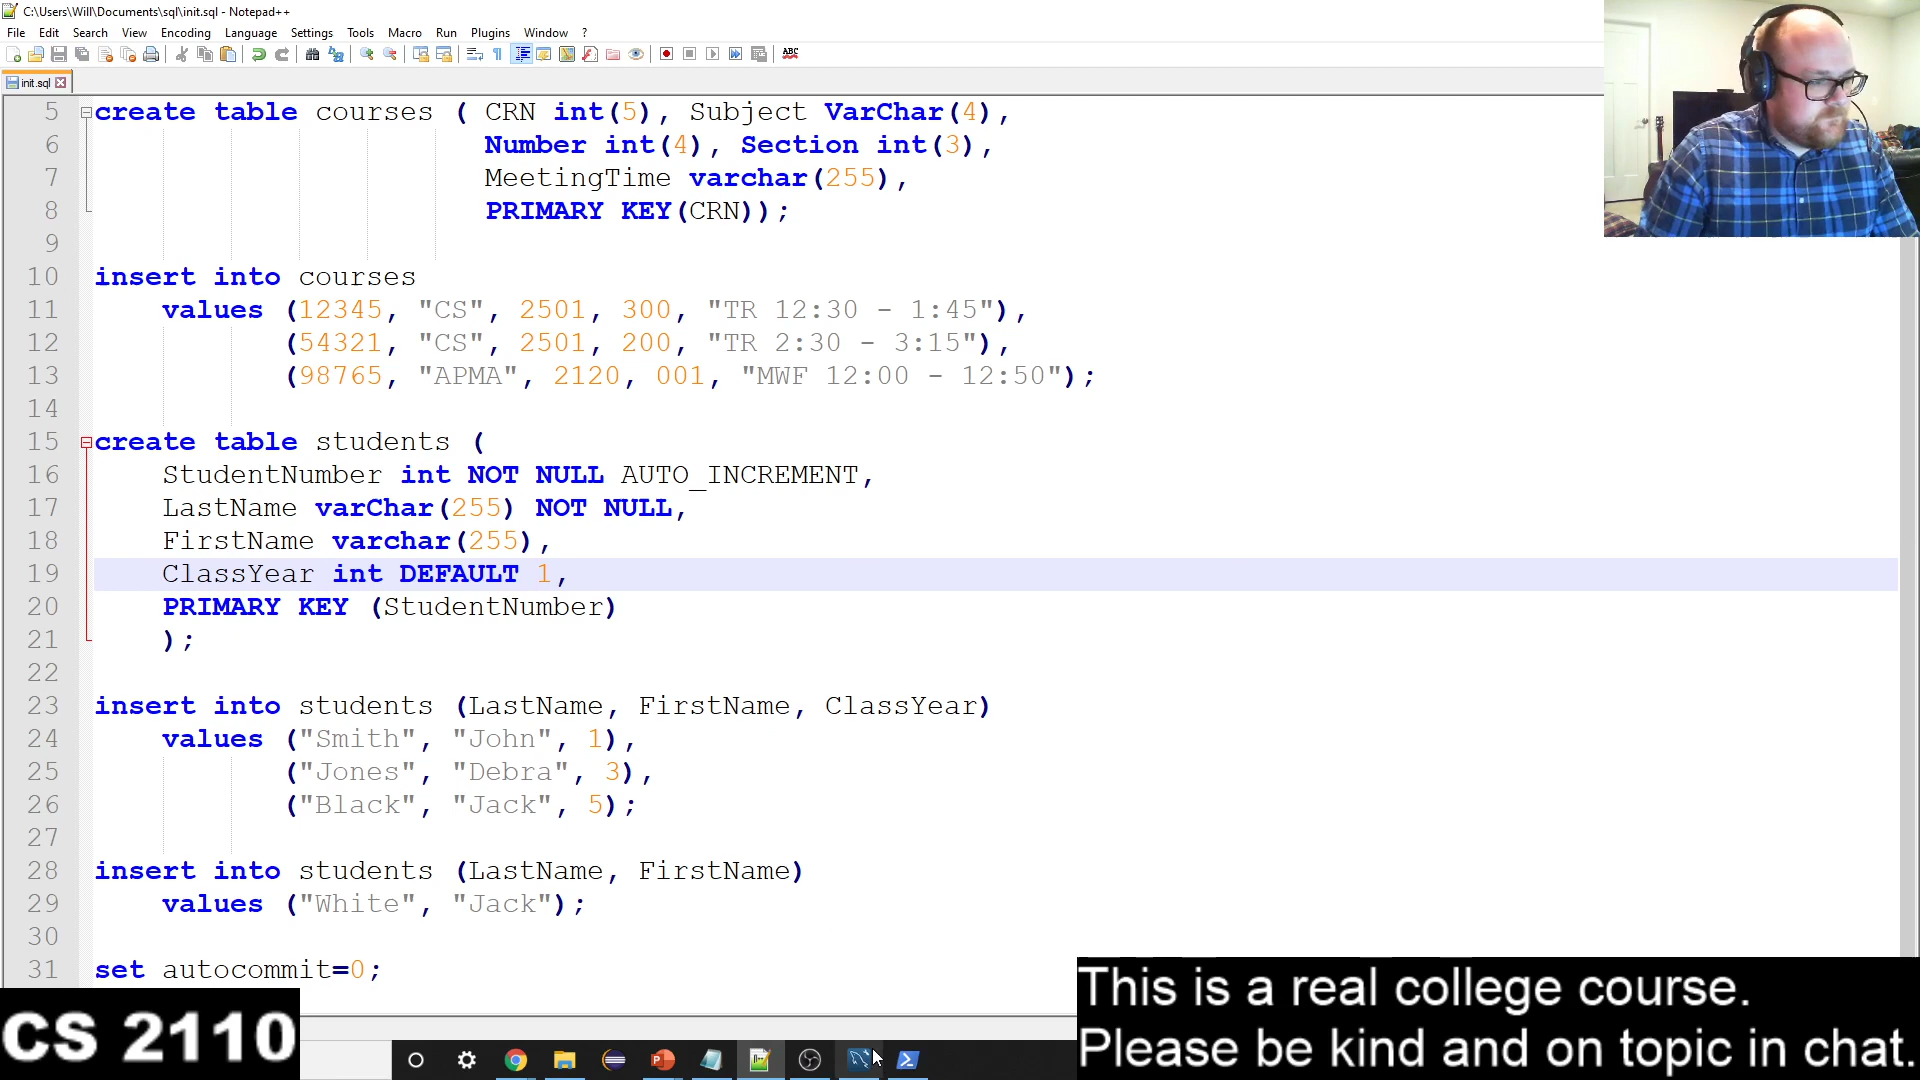 C:\Users\Will\Documents\sql\init.sql - Notepad++
File Edit Search View Encoding Language Settings Tools Macro Run Plugins Window ?
ABC
init.sql
5 create table courses ( CRN int(5), Subject VarChar(4),
6 Number int(4), Section int(3),
7 MeetingTime varchar(255),
8 PRIMARY KEY(CRN));
9
10 insert into courses
11 values (12345, "CS", 2501, 300, "TR 12:30 - 1:45"),
12 (54321, "CS", 2501, 200, "TR 2:30 - 3:15"),
13 (98765, "APMA", 2120, 001, "MWF 12:00 - 12:50");
14
15 create table students (
16 StudentNumber int NOT NULL AUTO_INCREMENT,
17 LastName varChar(255) NOT NULL,
18 FirstName varchar(255),
19 ClassYear int DEFAULT 1,
20 PRIMARY KEY (StudentNumber)
21 );
22
23 insert into students (LastName, FirstName, ClassYear)
24 values ("Smith", "John", 1),
25 ("Jones", "Debra", 3),
26 ("Black", "Jack", 5);
27
28 insert into students (LastName, FirstName)
29 values ("White", "Jack");
30
31 set autocommit=0;
CS 2110
This is a real college course.
Please be kind and on topic in chat.